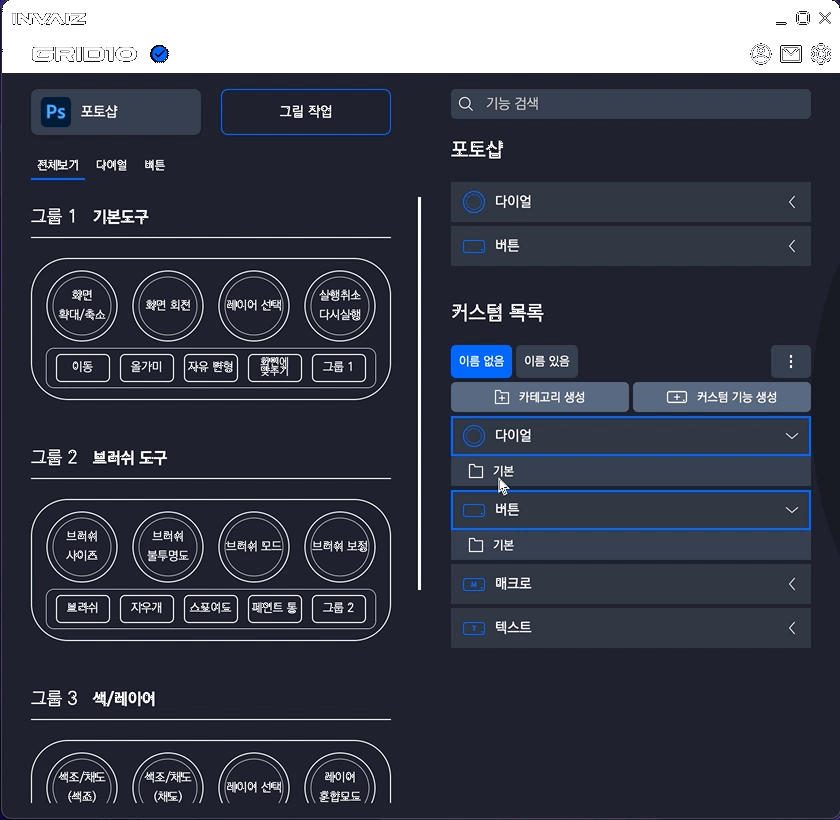 INVAIZ
GRID10
Ps 포토샵
그림 작업
전체보기 다이얼 버튼
그룹 1 기본도구
화면
확대/축소
화면 회전
레이어 선택
실행취소
다시실행
이동
올가미
자유 변형
화면에
맞추기
그룹 1
그룹 2 브러쉬 도구
브러쉬
사이즈
브러쉬
불투명도
브러쉬 모드
브러쉬 보정
브러쉬
지우개
스포이드
페인트 통
그룹 2
그룹 3 색/레이어
색조/채도
(색조)
색조/채도
(채도)
레이어 선택
레이어
혼합모드
기능 검색
포토샵
다이얼
버튼
커스텀 목록
이름 없음
이름 있음
카테고리 생성
커스텀 기능 생성
다이얼
기본
버튼
기본
M 매크로
T 텍스트